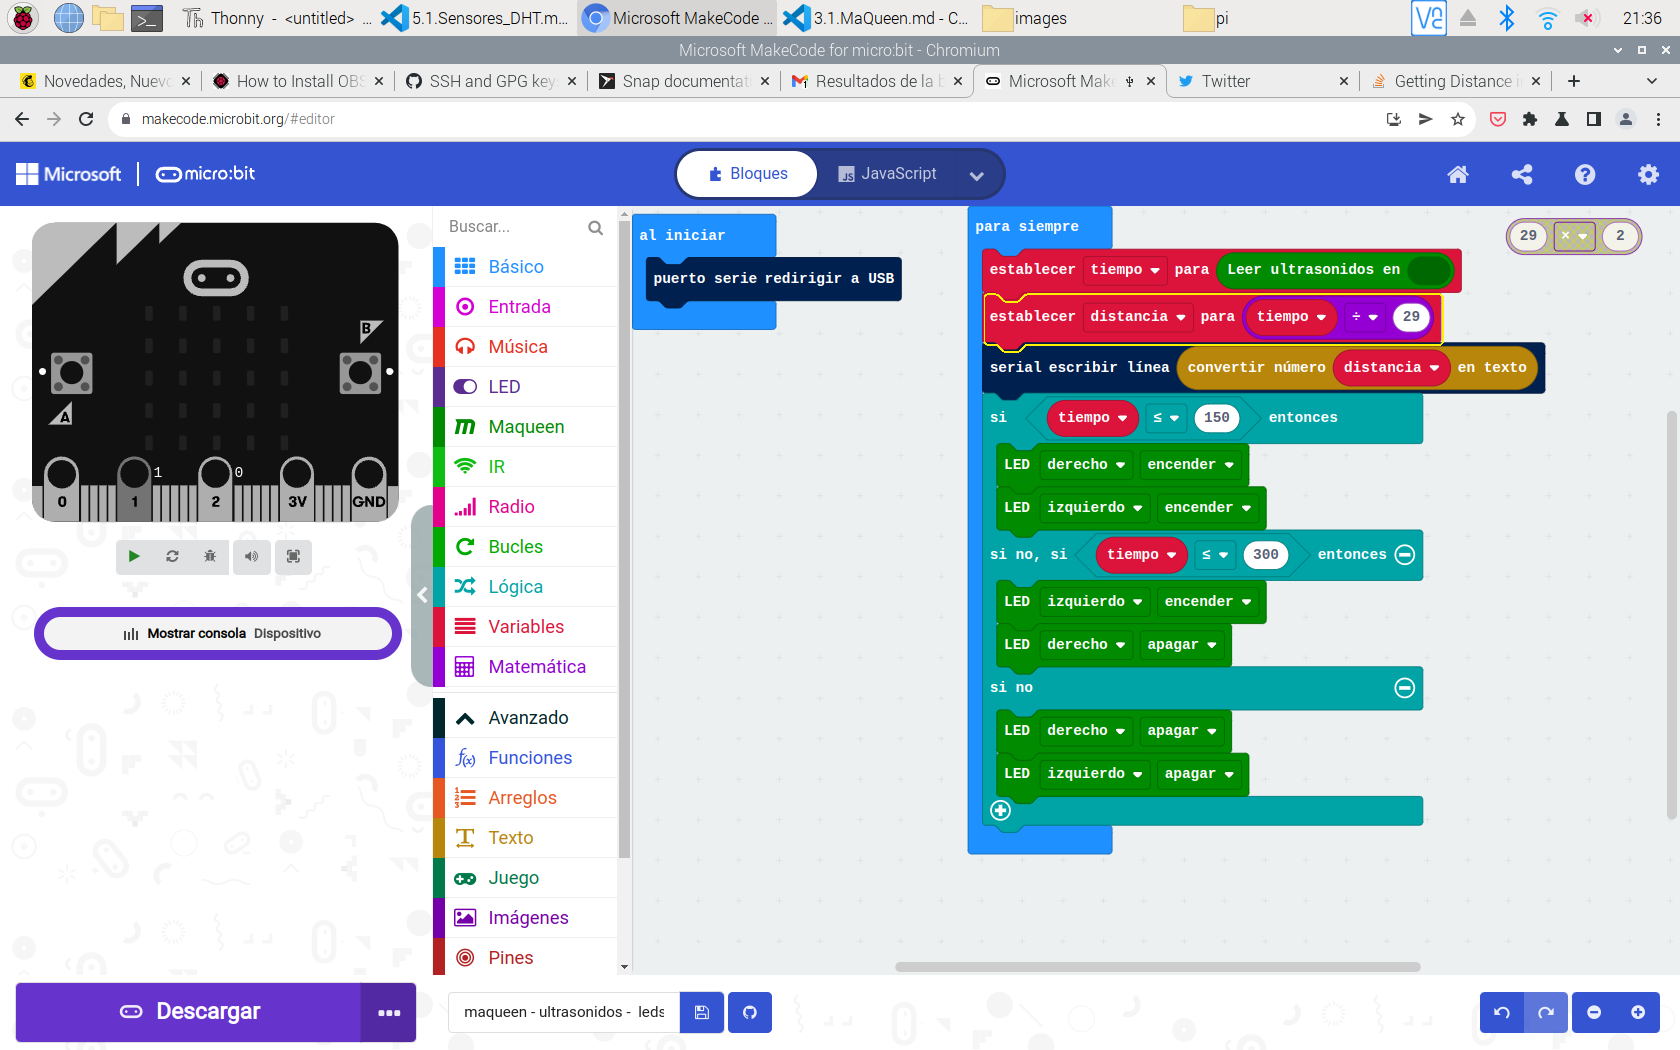 Thonny - <untitled> ...
5.1.Sensores_DHT.m...
Microsoft MakeCode ...
3.1.MaQueen.md - C...
images
pi
21:36
Microsoft MakeCode for micro:bit - Chromium
Novedades, Nuevo
How to Install OBS
SSH and GPG key
Snap documentat
Resultados de la b
Microsoft Make
Twitter
Getting Distance i
makecode.microbit.org/#editor
Microsoft
micro:bit
Bloques
JS
JavaScript
Buscar...
Básico
Entrada
Música
LED
Maqueen
IR
Radio
Bucles
Lógica
Variables
Matemática
Avanzado
Funciones
Arreglos
Texto
Juego
Imágenes
Pines
B
A
1
0
0
1
2
3V
GND
Mostrar consola Dispositivo
al iniciar
puerto serie redirigir a USB
para siempre
establecer tiempo para Leer ultrasonidos en
establecer distancia para tiempo ÷ 29
serial escribir línea convertir número distancia en texto
si tiempo ≤ 150 entonces
LED derecho encender
LED izquierdo encender
si no, si tiempo ≤ 300 entonces
LED izquierdo encender
LED derecho apagar
si no
LED derecho apagar
LED izquierdo apagar
29 × 2
Descargar
...
maqueen - ultrasonidos - leds